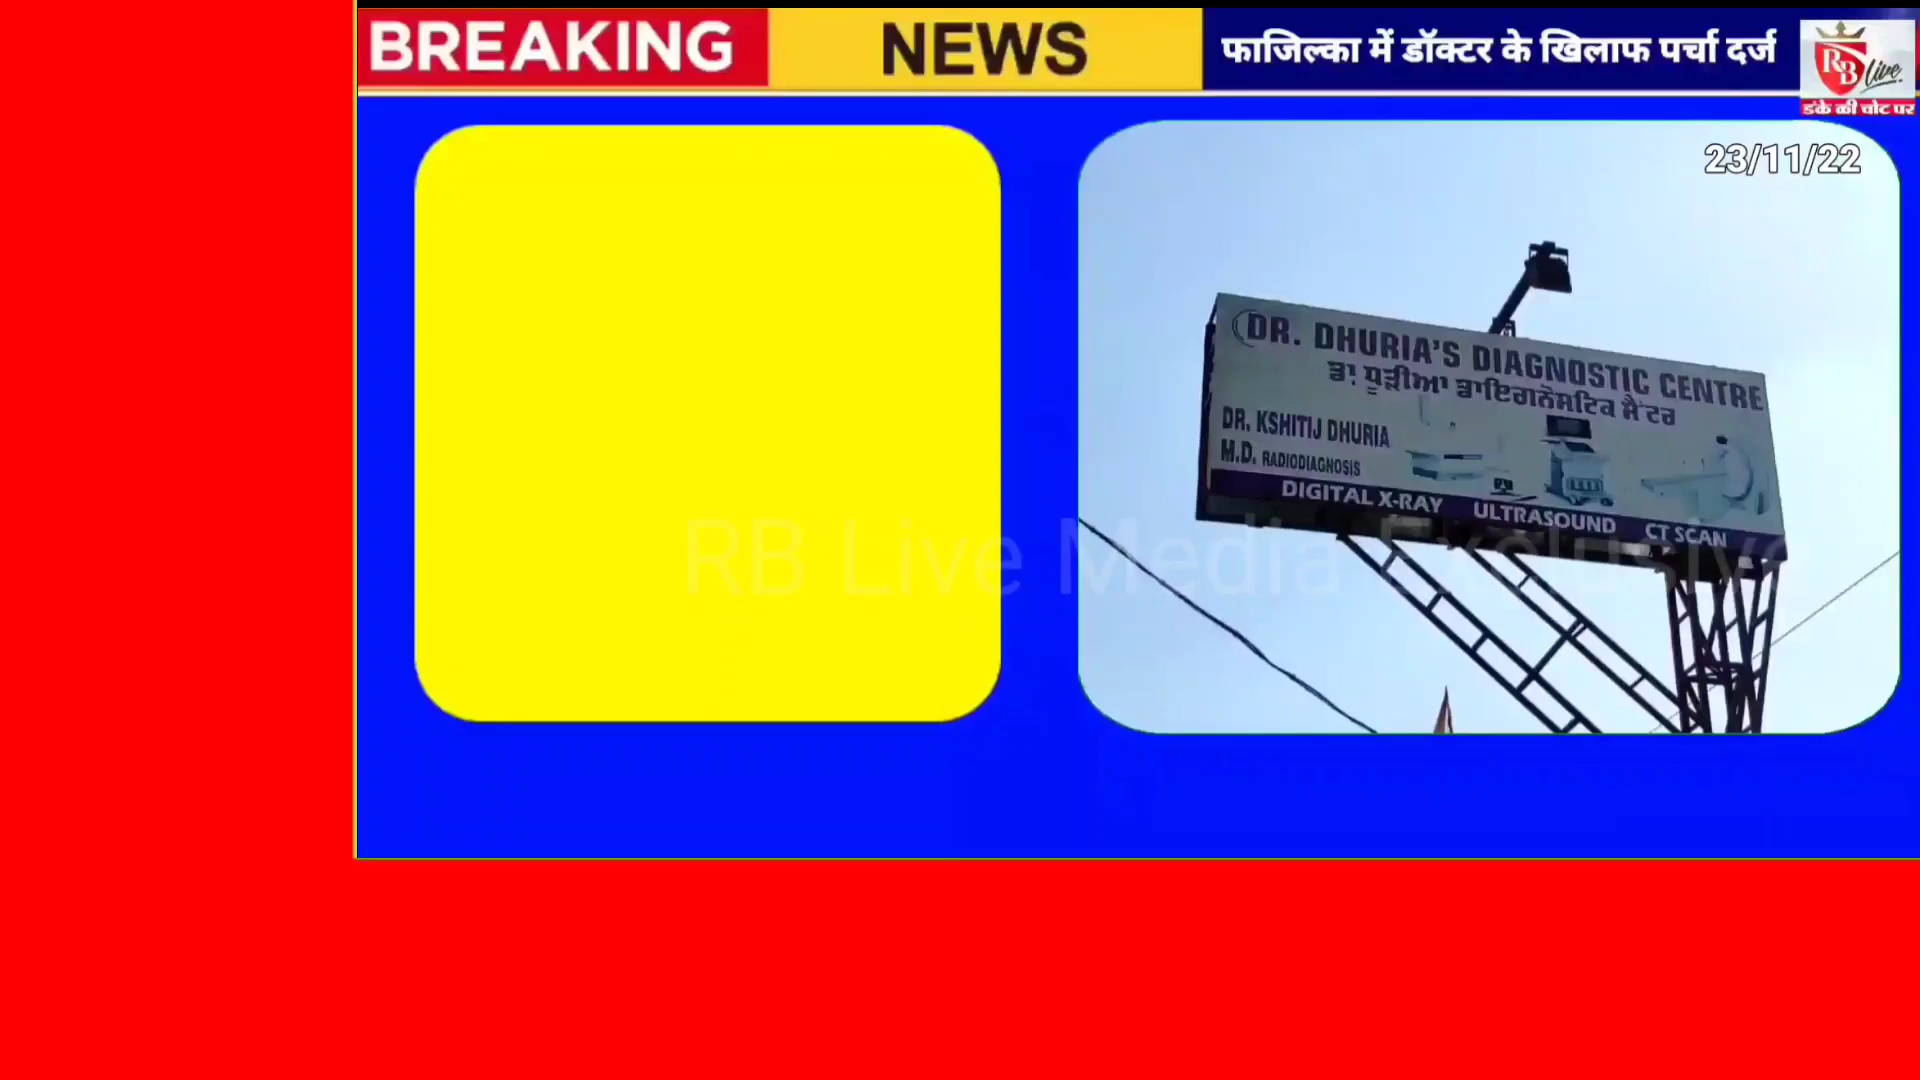 BREAKING NEWS फाजिल्का में डॉक्टर के खिलाफ पर्चा दर्ज
RB Live
डंके की चोट पर
23/11/22
DR. DHURIA'S DIAGNOSTIC CENTRE
ਡਾ. ਧੂੜੀਆ ਡਾਇਗਨੋਸਟਿਕ ਸੈਂਟਰ
DR. KSHITIJ DHURIA
M.D. RADIODIAGNOSIS
DIGITAL X-RAY ULTRASOUND CT SCAN
RB Live Media Exclusive